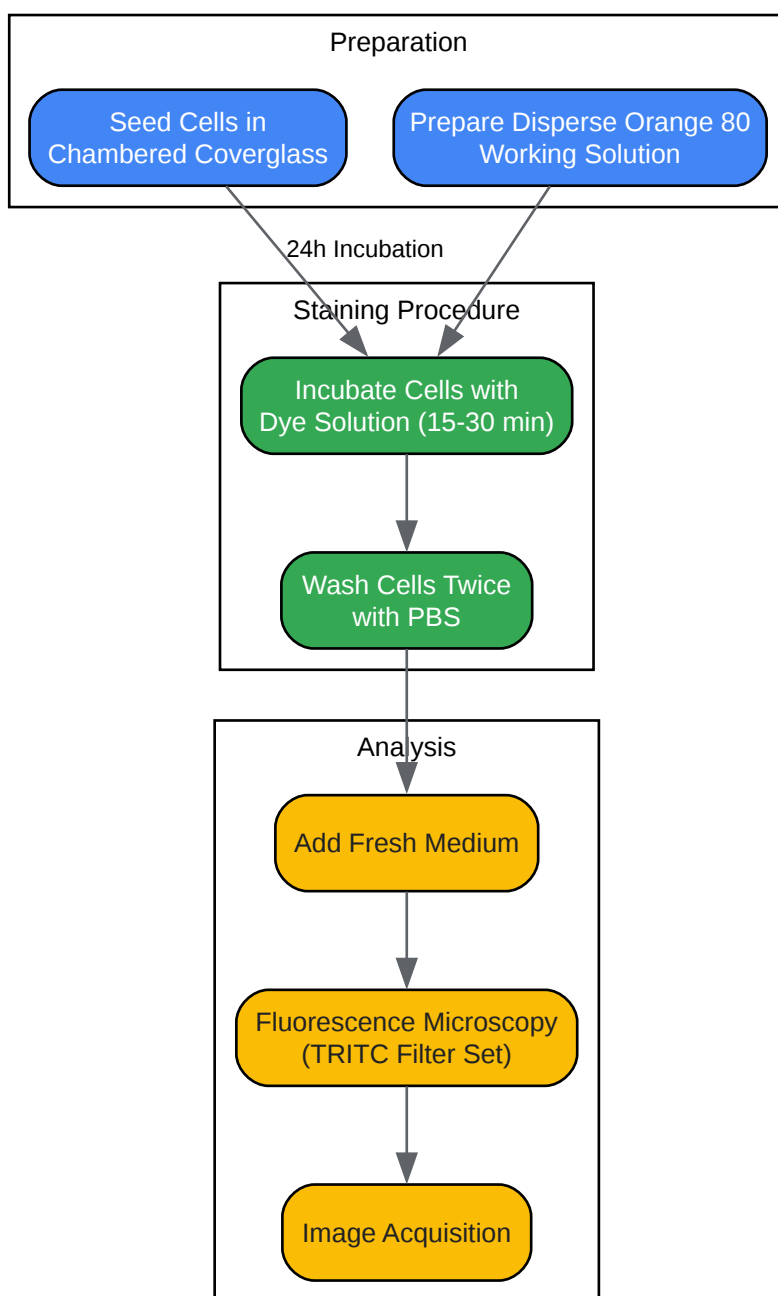 Preparation
Seed Cells in
Chambered Coverglass
Prepare Disperse Orange 80
Working Solution
24h Incubation
Staining Procedure
Incubate Cells with
Dye Solution (15-30 min)
Wash Cells Twice
with PBS
Analysis
Add Fresh Medium
Fluorescence Microscopy
(TRITC Filter Set)
Image Acquisition